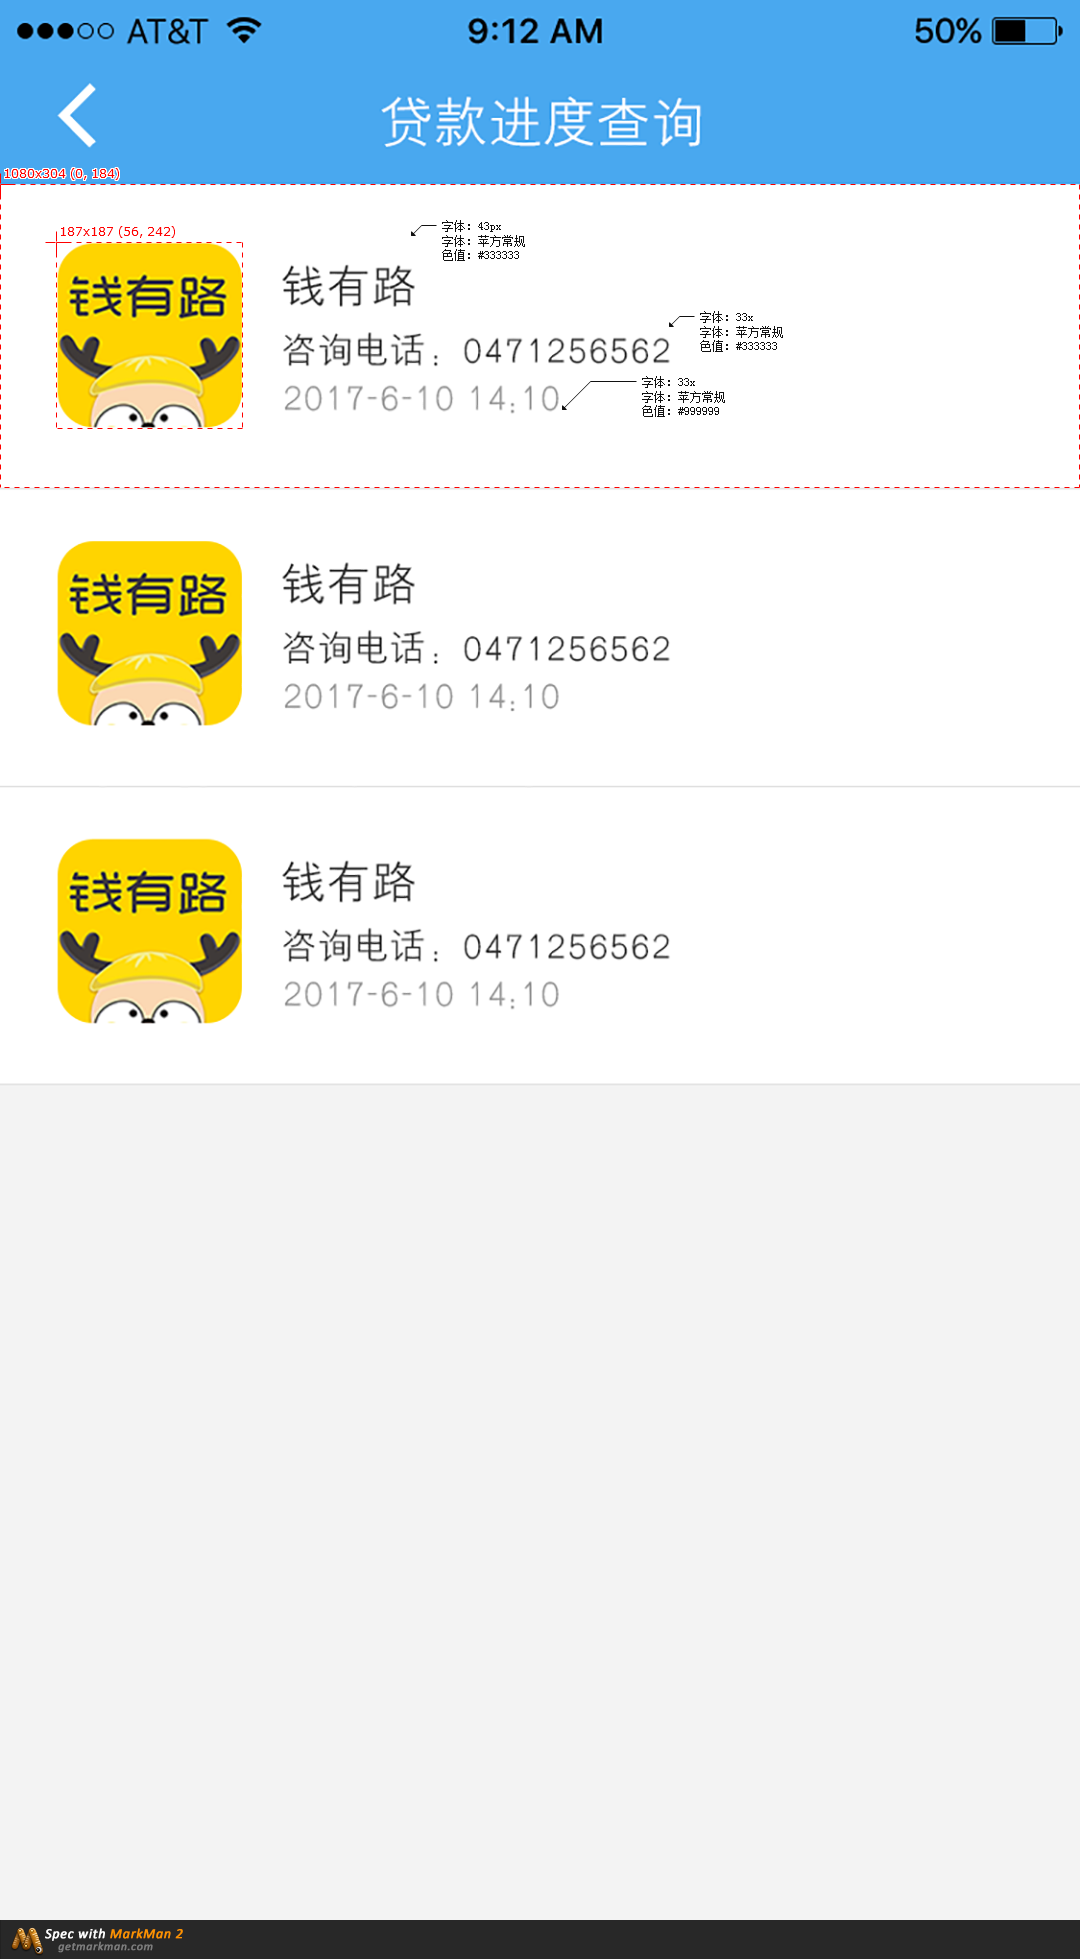 AT&T 9:12 AM 50%
贷款进度查询
1080x304 (0, 184)
187x187 (56, 242)
字体：43px
字体：苹方常规
色值：#333333
钱有路
钱有路
字体：33x
字体：苹方常规
色值：#333333
咨询电话：0471256562
字体：33x
字体：苹方常规
色值：#999999
2017-6-10 14:10
钱有路
钱有路
咨询电话：0471256562
2017-6-10 14:10
钱有路
钱有路
咨询电话：0471256562
2017-6-10 14:10
Spec with MarkMan 2
getmarkman.com